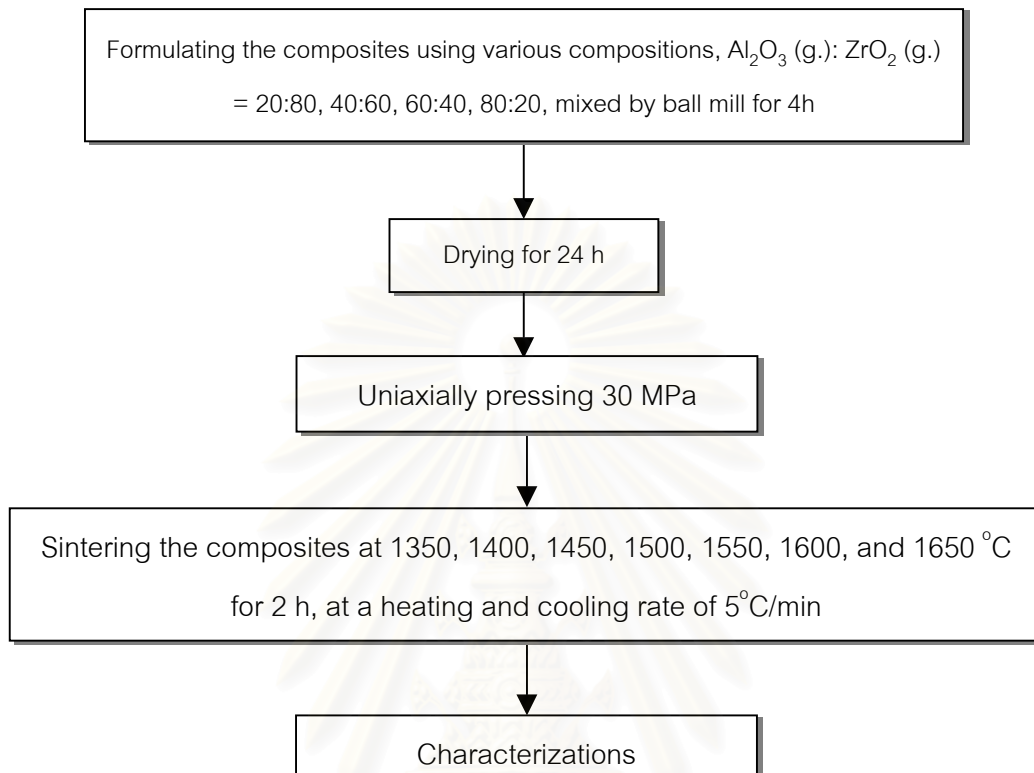 Formulating the composites using various compositions, Al₂O₃ (g.): ZrO₂ (g.)
= 20:80, 40:60, 60:40, 80:20, mixed by ball mill for 4h
Drying for 24 h
Uniaxially pressing 30 MPa
Sintering the composites at 1350, 1400, 1450, 1500, 1550, 1600, and 1650 °C
for 2 h, at a heating and cooling rate of 5°C/min
Characterizations